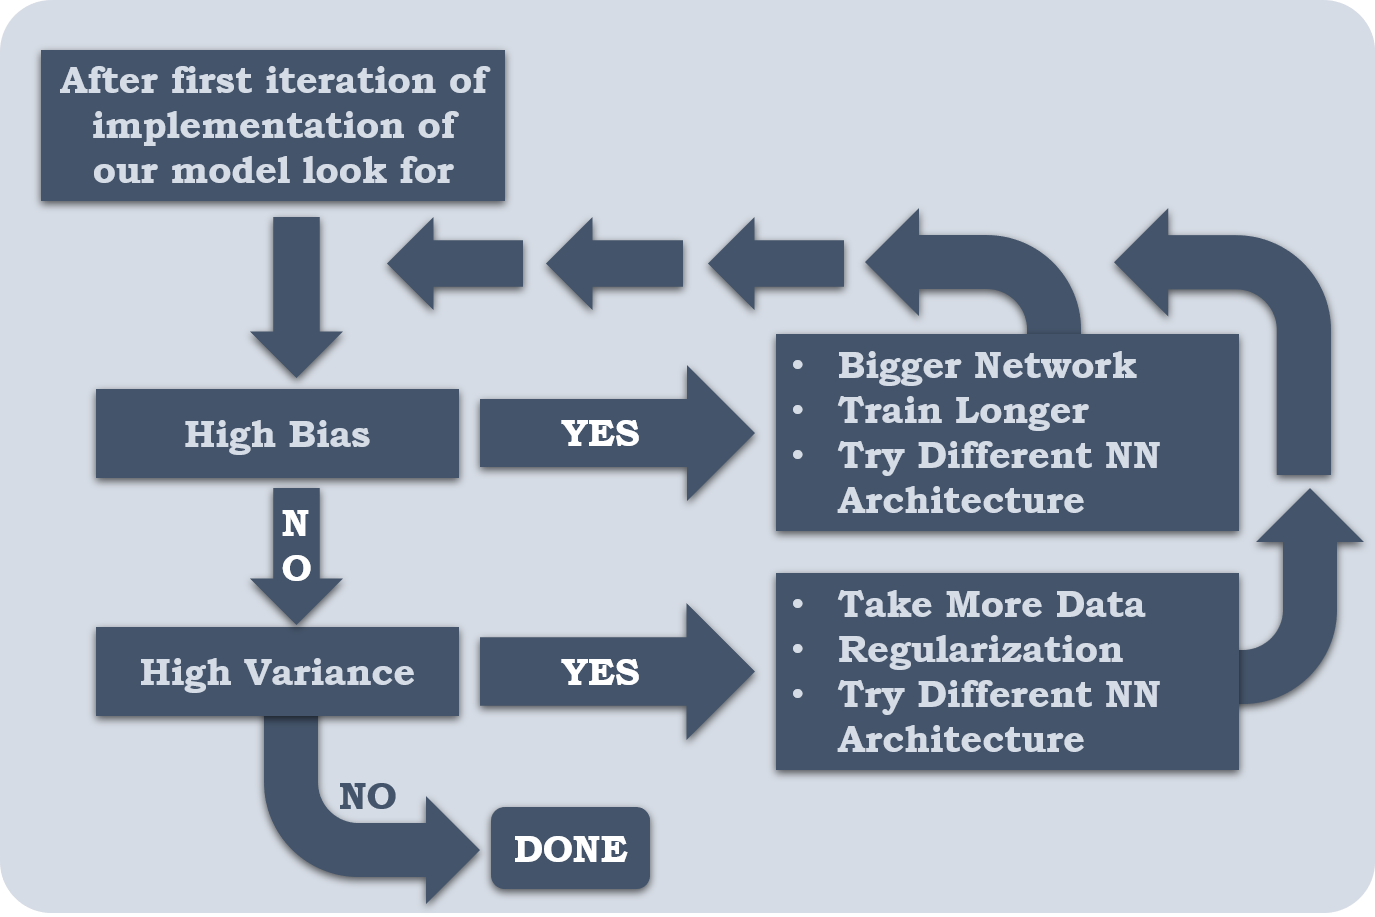 After first iteration of
implementation of
our model look for
High Bias
YES
• Bigger Network
• Train Longer
• Try Different NN
Architecture
N
O
High Variance
YES
• Take More Data
• Regularization
• Try Different NN
Architecture
NO
DONE